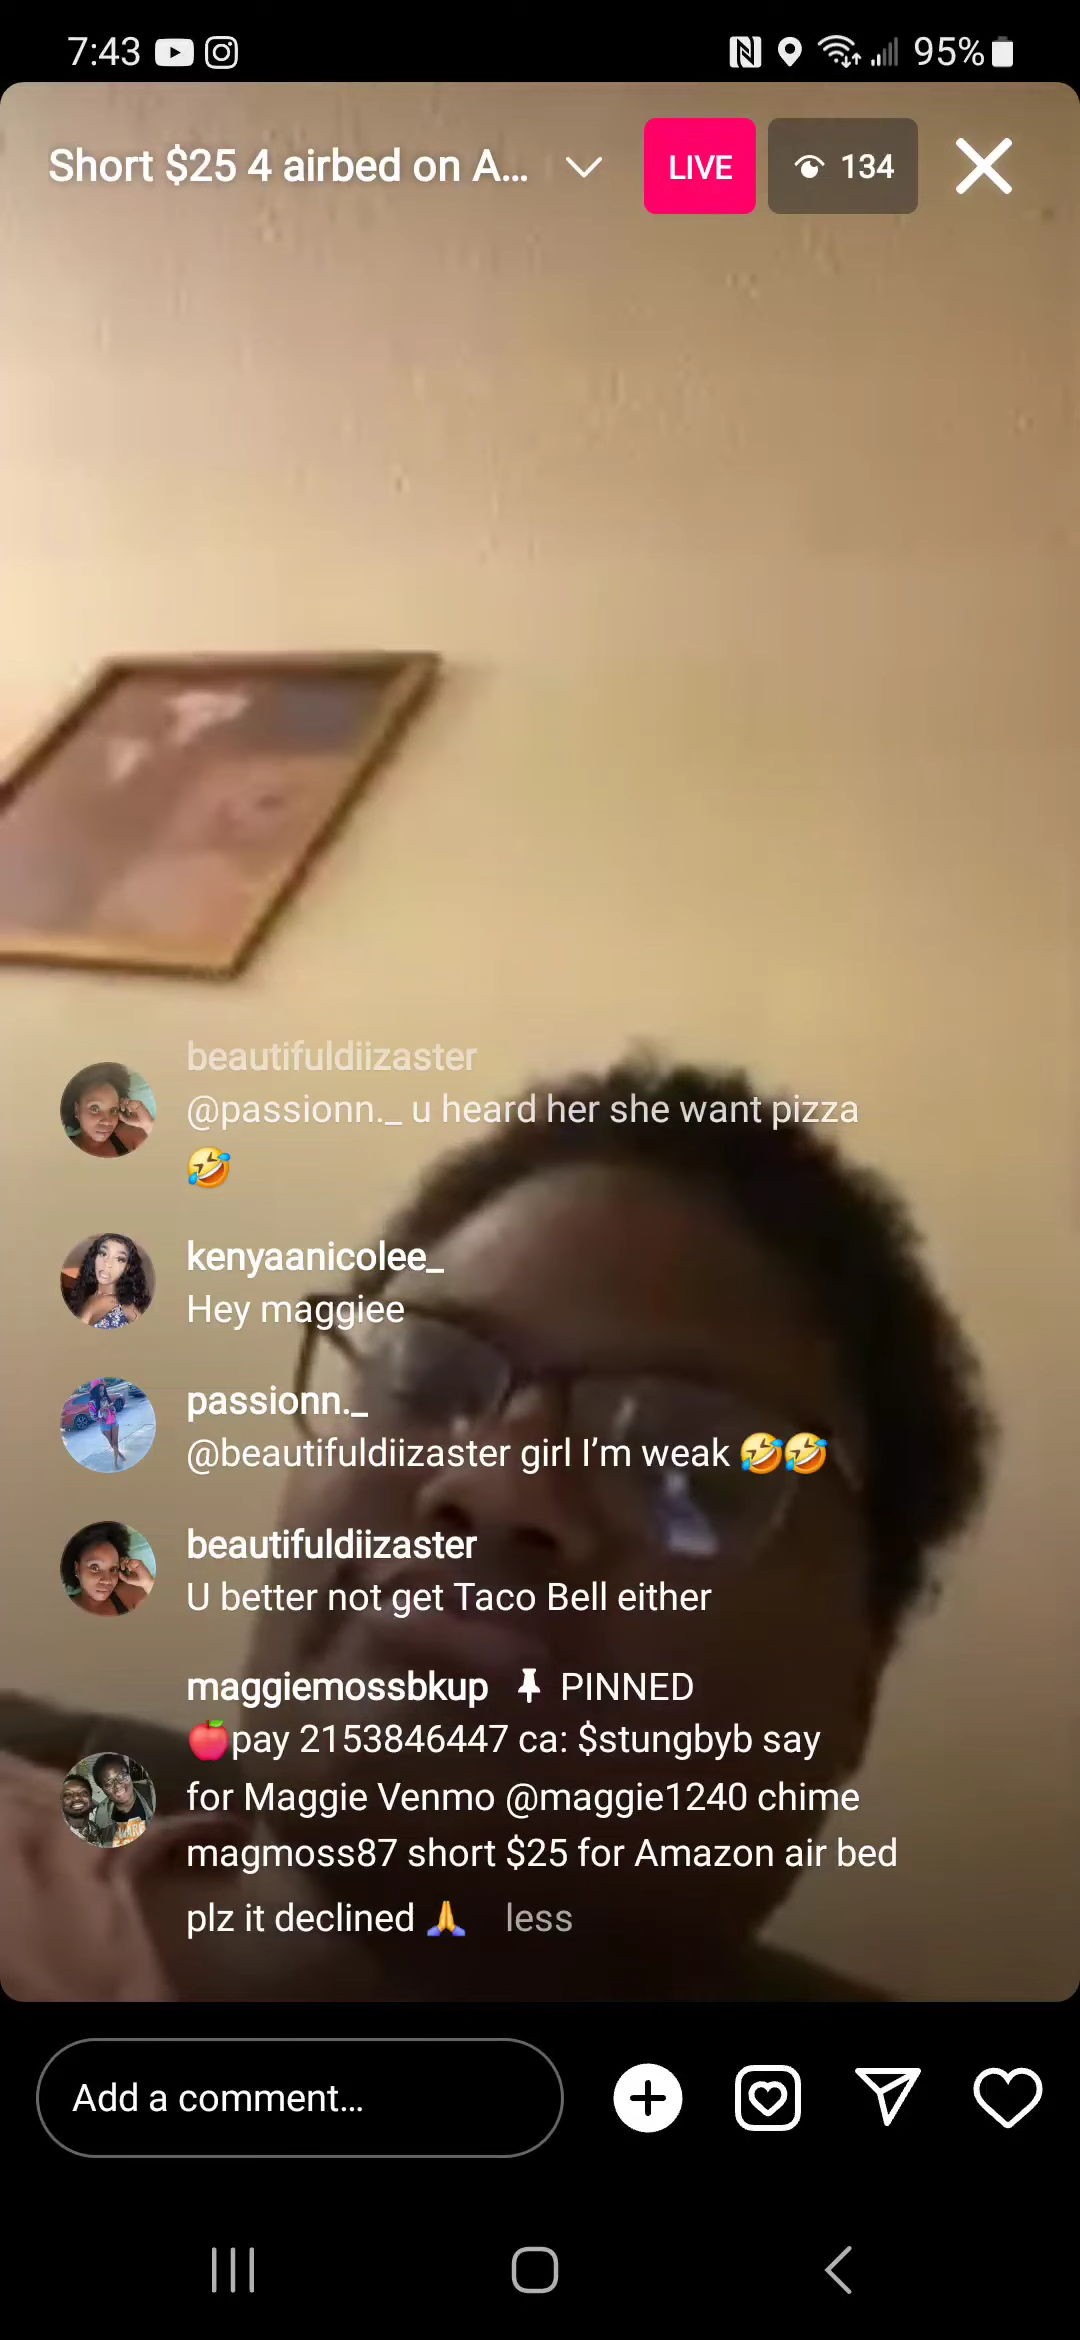 7:43 95%
Short $25 4 airbed on A... LIVE 134
beautifuldiizaster
@passionn._ u heard her she want pizza
🤣
kenyaanicolee_
Hey maggiee
passionn._
@beautifuldiizaster girl I’m weak 🤣🤣
beautifuldiizaster
U better not get Taco Bell either
maggiemossbkup PINNED
🍎pay 2153846447 ca: $stungbyb say
for Maggie Venmo @maggie1240 chime
magmoss87 short $25 for Amazon air bed
plz it declined 🙏 less
Add a comment...